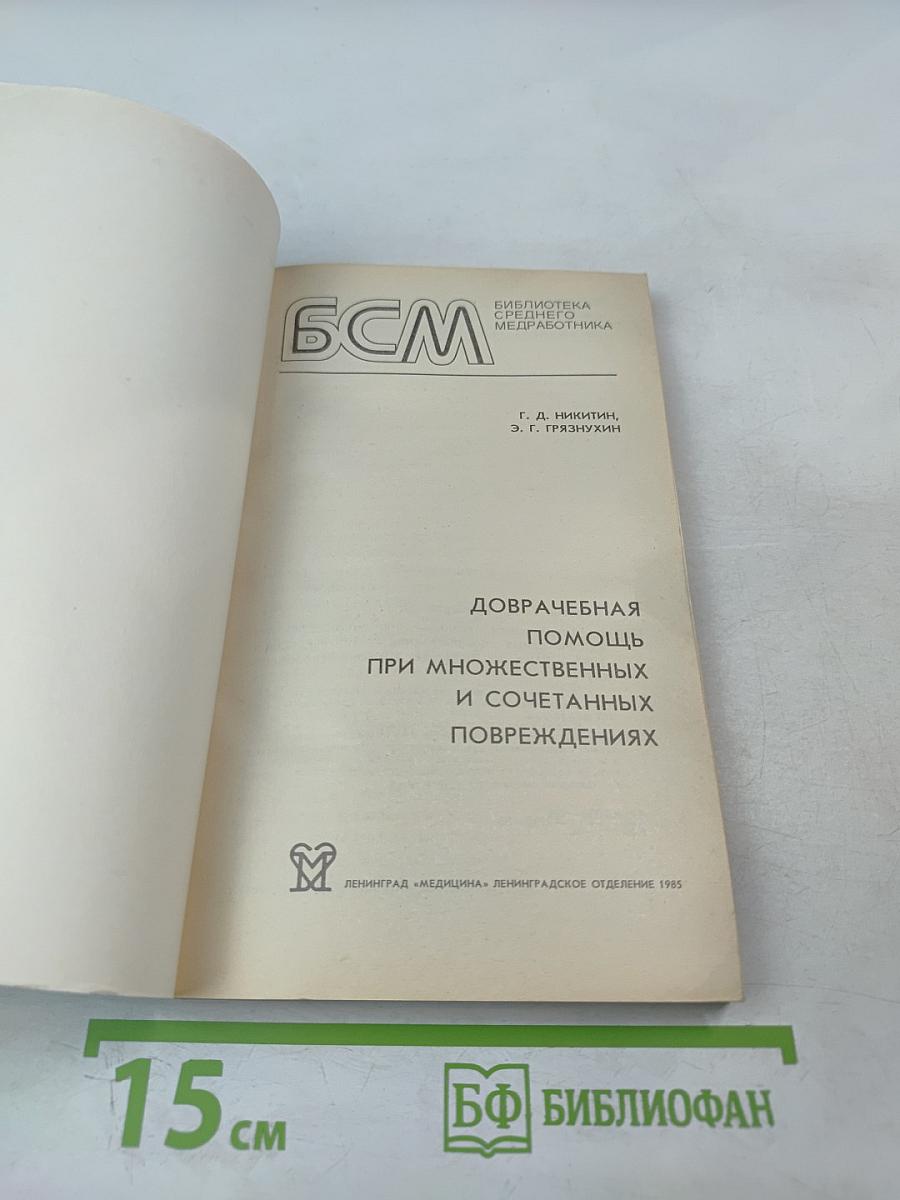 БСМ
БИБЛИОТЕКА
СРЕДНЕГО
МЕДРАБОТНИКА
Г. Д. НИКИТИН,
Э. Г. ГРЯЗНУХИН
ДОВРАЧЕБНАЯ
ПОМОЩЬ
ПРИ МНОЖЕСТВЕННЫХ
И СОЧЕТАННЫХ
ПОВРЕЖДЕНИЯХ
ЛЕНИНГРАД «МЕДИЦИНА» ЛЕНИНГРАДСКОЕ ОТДЕЛЕНИЕ 1985
15 см
БФ БИБЛИОФАН